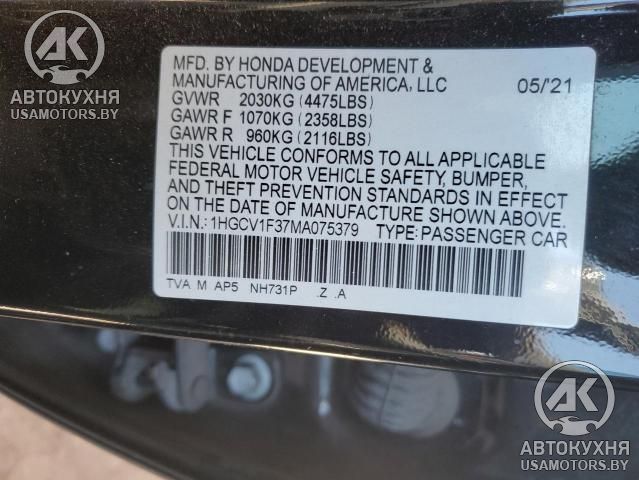 АК
АВТОКУХНЯ
USAMOTORS.BY
MFD. BY HONDA DEVELOPMENT &
MANUFACTURING OF AMERICA, LLC 05/'21
GVWR 2030KG (4475LBS)
GAWR F 1070KG (2358LBS)
GAWR R 960KG (2116LBS)
THIS VEHICLE CONFORMS TO ALL APPLICABLE
FEDERAL MOTOR VEHICLE SAFETY, BUMPER,
AND THEFT PREVENTION STANDARDS IN EFFECT
ON THE DATE OF MANUFACTURE SHOWN ABOVE.
V.I.N.: 1HGCV1F37MA075379 TYPE: PASSENGER CAR
TVA M AP5 NH731P .Z .A
АК
АВТОКУХНЯ
USAMOTORS.BY